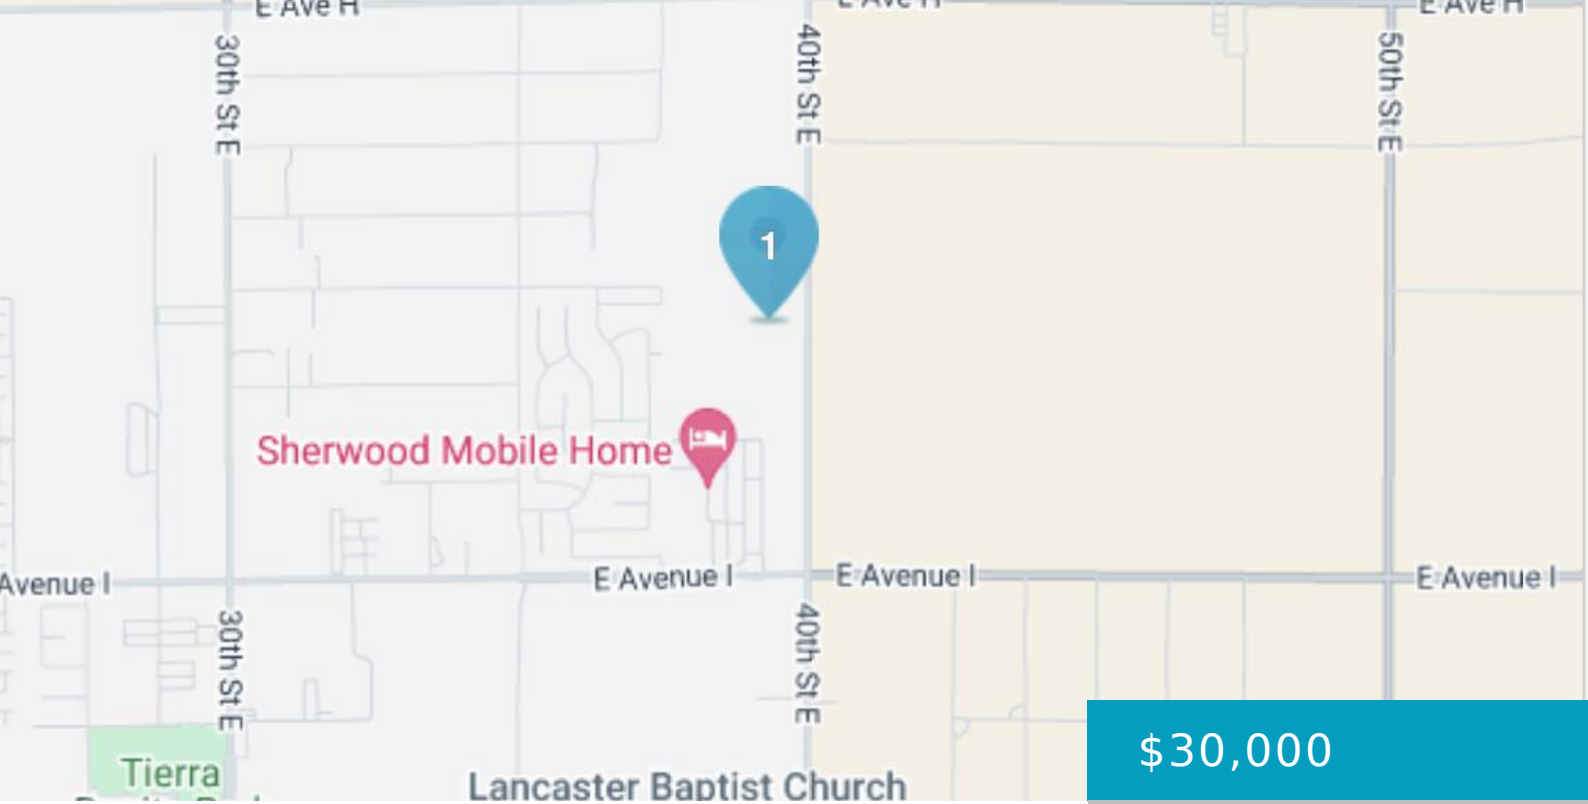 E Ave H
E Ave H
E Ave H
30th St E
40th St E
50th St E
1
Sherwood Mobile Home
Avenue I
E Avenue I
E Avenue I
E Avenue I
30th St E
40th St E
Tierra
Lancaster Baptist Church
$30,000